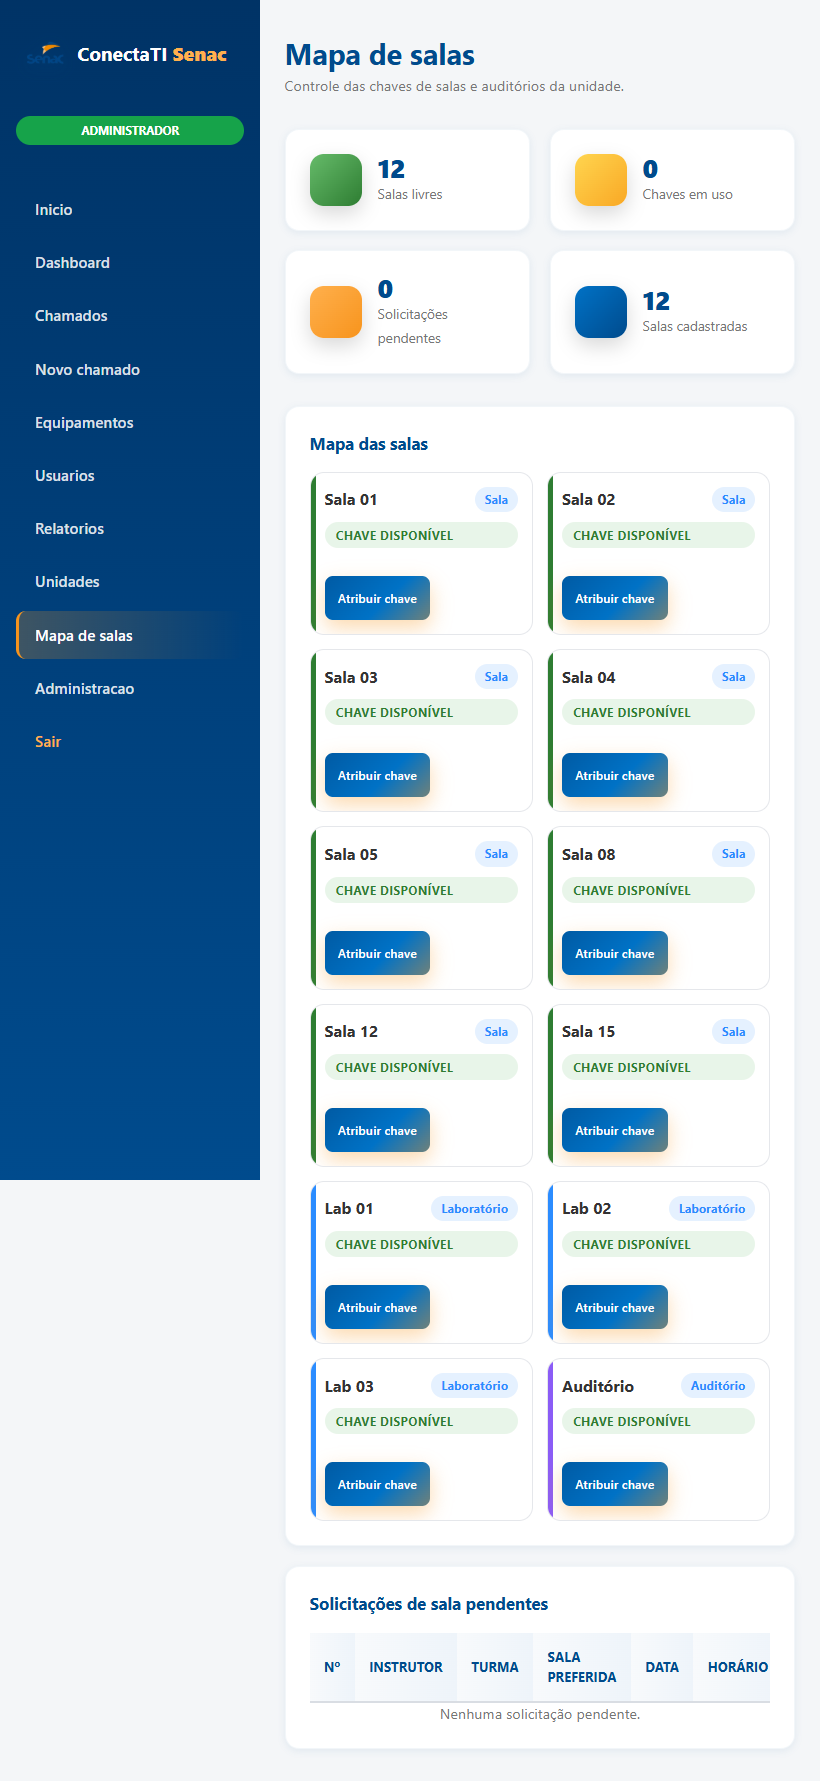 Senac
ConectaTI Senac
ADMINISTRADOR
Inicio
Dashboard
Chamados
Novo chamado
Equipamentos
Usuarios
Relatorios
Unidades
Mapa de salas
Administracao
Sair
Mapa de salas
Controle das chaves de salas e auditórios da unidade.
12
Salas livres
0
Chaves em uso
0
Solicitações
pendentes
12
Salas cadastradas
Mapa das salas
Sala 01 Sala
CHAVE DISPONÍVEL
Atribuir chave
Sala 02 Sala
CHAVE DISPONÍVEL
Atribuir chave
Sala 03 Sala
CHAVE DISPONÍVEL
Atribuir chave
Sala 04 Sala
CHAVE DISPONÍVEL
Atribuir chave
Sala 05 Sala
CHAVE DISPONÍVEL
Atribuir chave
Sala 08 Sala
CHAVE DISPONÍVEL
Atribuir chave
Sala 12 Sala
CHAVE DISPONÍVEL
Atribuir chave
Sala 15 Sala
CHAVE DISPONÍVEL
Atribuir chave
Lab 01 Laboratório
CHAVE DISPONÍVEL
Atribuir chave
Lab 02 Laboratório
CHAVE DISPONÍVEL
Atribuir chave
Lab 03 Laboratório
CHAVE DISPONÍVEL
Atribuir chave
Auditório Auditório
CHAVE DISPONÍVEL
Atribuir chave
Solicitações de sala pendentes
Nº INSTRUTOR TURMA SALA PREFERIDA DATA HORÁRIO
Nenhuma solicitação pendente.